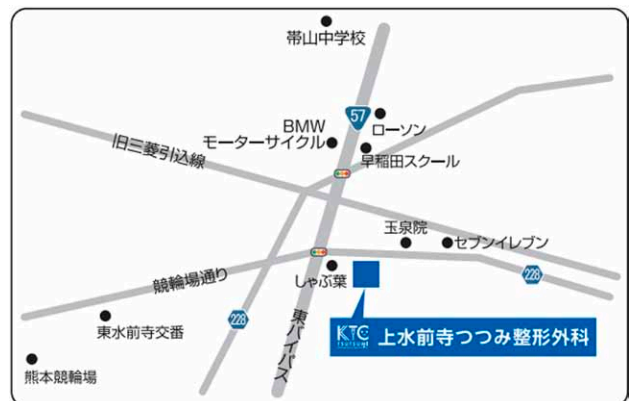 帯山中学校
57
BMW
モーターサイクル
ローソン
早稲田スクール
旧三菱引込線
玉泉院
セブンイレブン
競輪場通り
しゃぶ葉
228
228
東水前寺交番
東バイパス
KTC
上水前寺つつみ整形外科
熊本競輪場